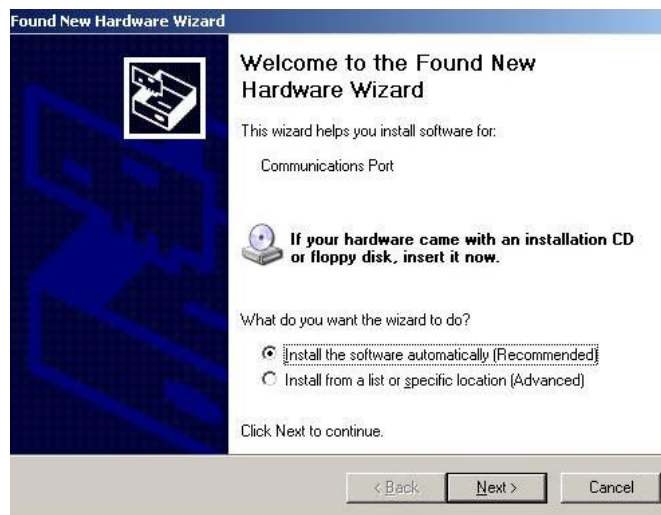 Found New Hardware Wizard
Welcome to the Found New
Hardware Wizard
This wizard helps you install software for:
Communications Port
If your hardware came with an installation CD
or floppy disk, insert it now.
What do you want the wizard to do?
Install the software automatically (Recommended)
Install from a list or specific location (Advanced)
Click Next to continue.
< Back Next > Cancel